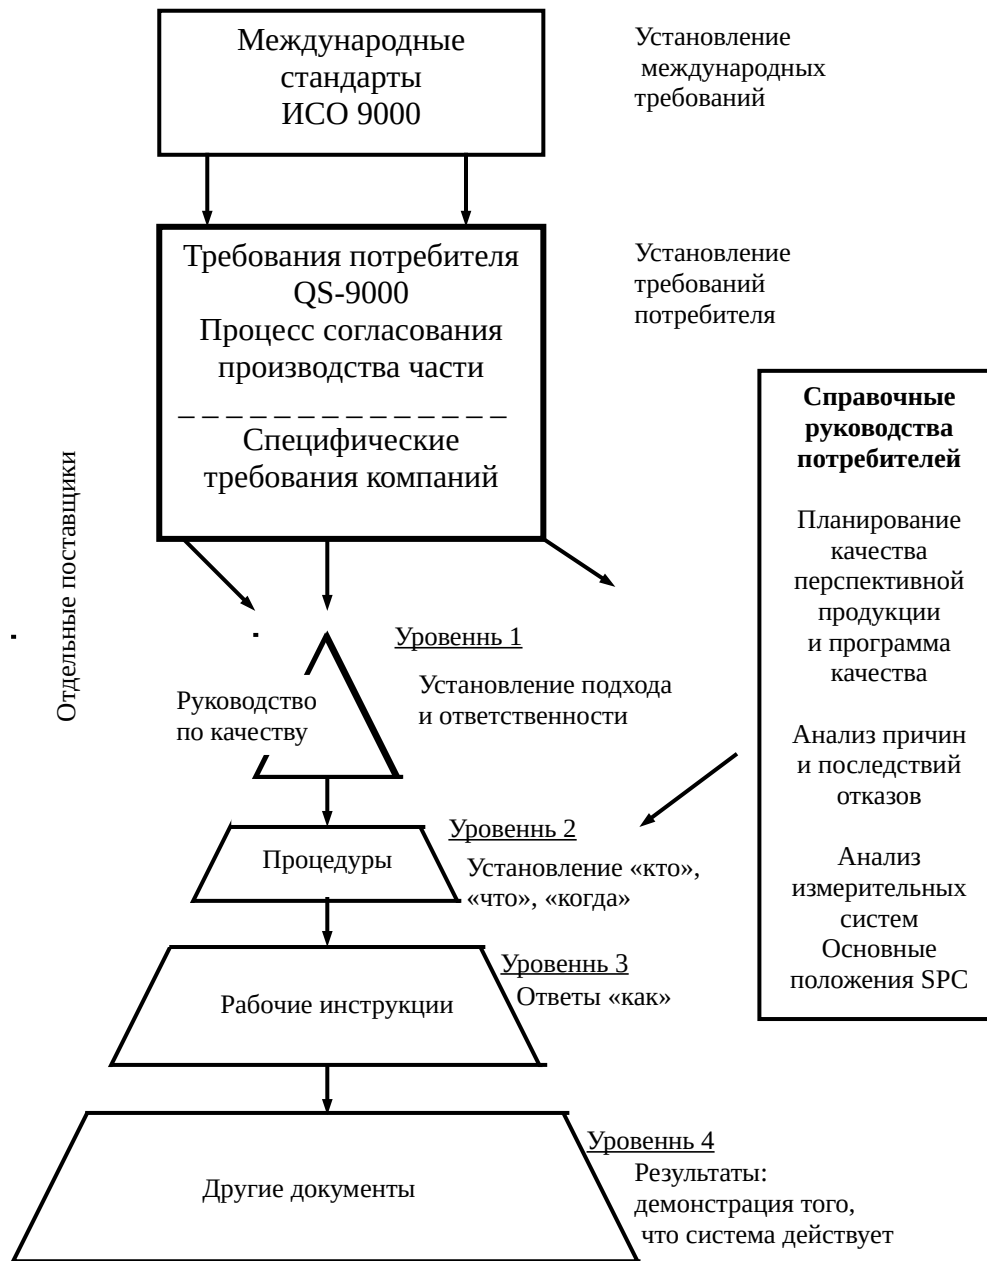 Международные
стандарты
ИСО 9000
Установление
международных
требований
Требования потребителя
QS-9000
Процесс согласования
производства части
_ _ _ _ _ _ _ _ _ _ _ _ _ _
Специфические
требования компаний
Установление
требований
потребителя
Справочные
руководства
потребителей
Планирование
качества
перспективной
продукции
и программа
качества
Анализ причин
и последствий
отказов
Анализ
измерительных
систем
Основные
положения SPC
Отдельные поставщики
Уровеннь 1
Установление подхода
и ответственности
Руководство
по качеству
Уровеннь 2
Процедуры
Установление «кто»,
«что», «когда»
Уровеннь 3
Ответы «как»
Рабочие инструкции
Уровеннь 4
Результаты:
демонстрация того,
что система действует
Другие документы